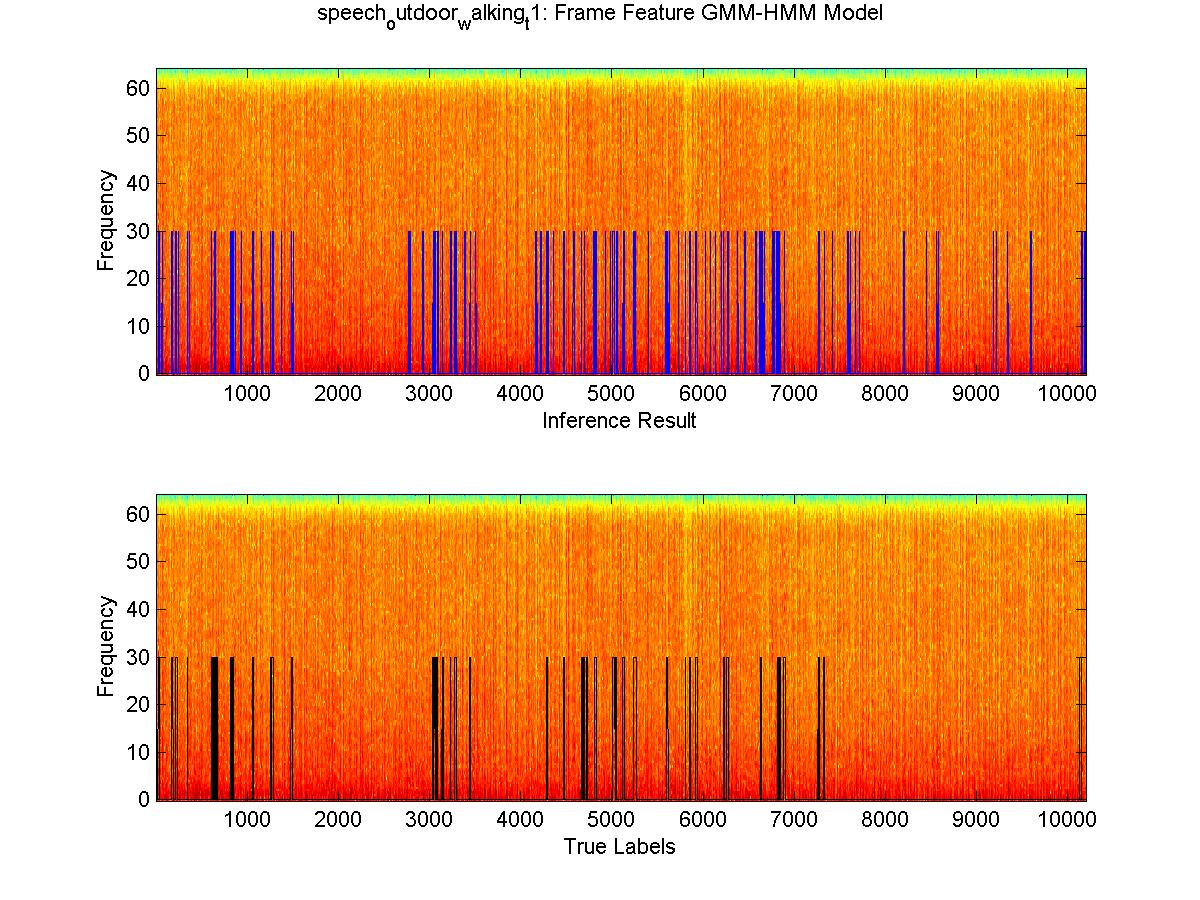 speech_outdoor_walking_t1: Frame Feature GMM-HMM Model
60
50
40
30
20
10
0
Frequency
1000 2000 3000 4000 5000 6000 7000 8000 9000 10000
Inference Result
60
50
40
30
20
10
0
Frequency
1000 2000 3000 4000 5000 6000 7000 8000 9000 10000
True Labels